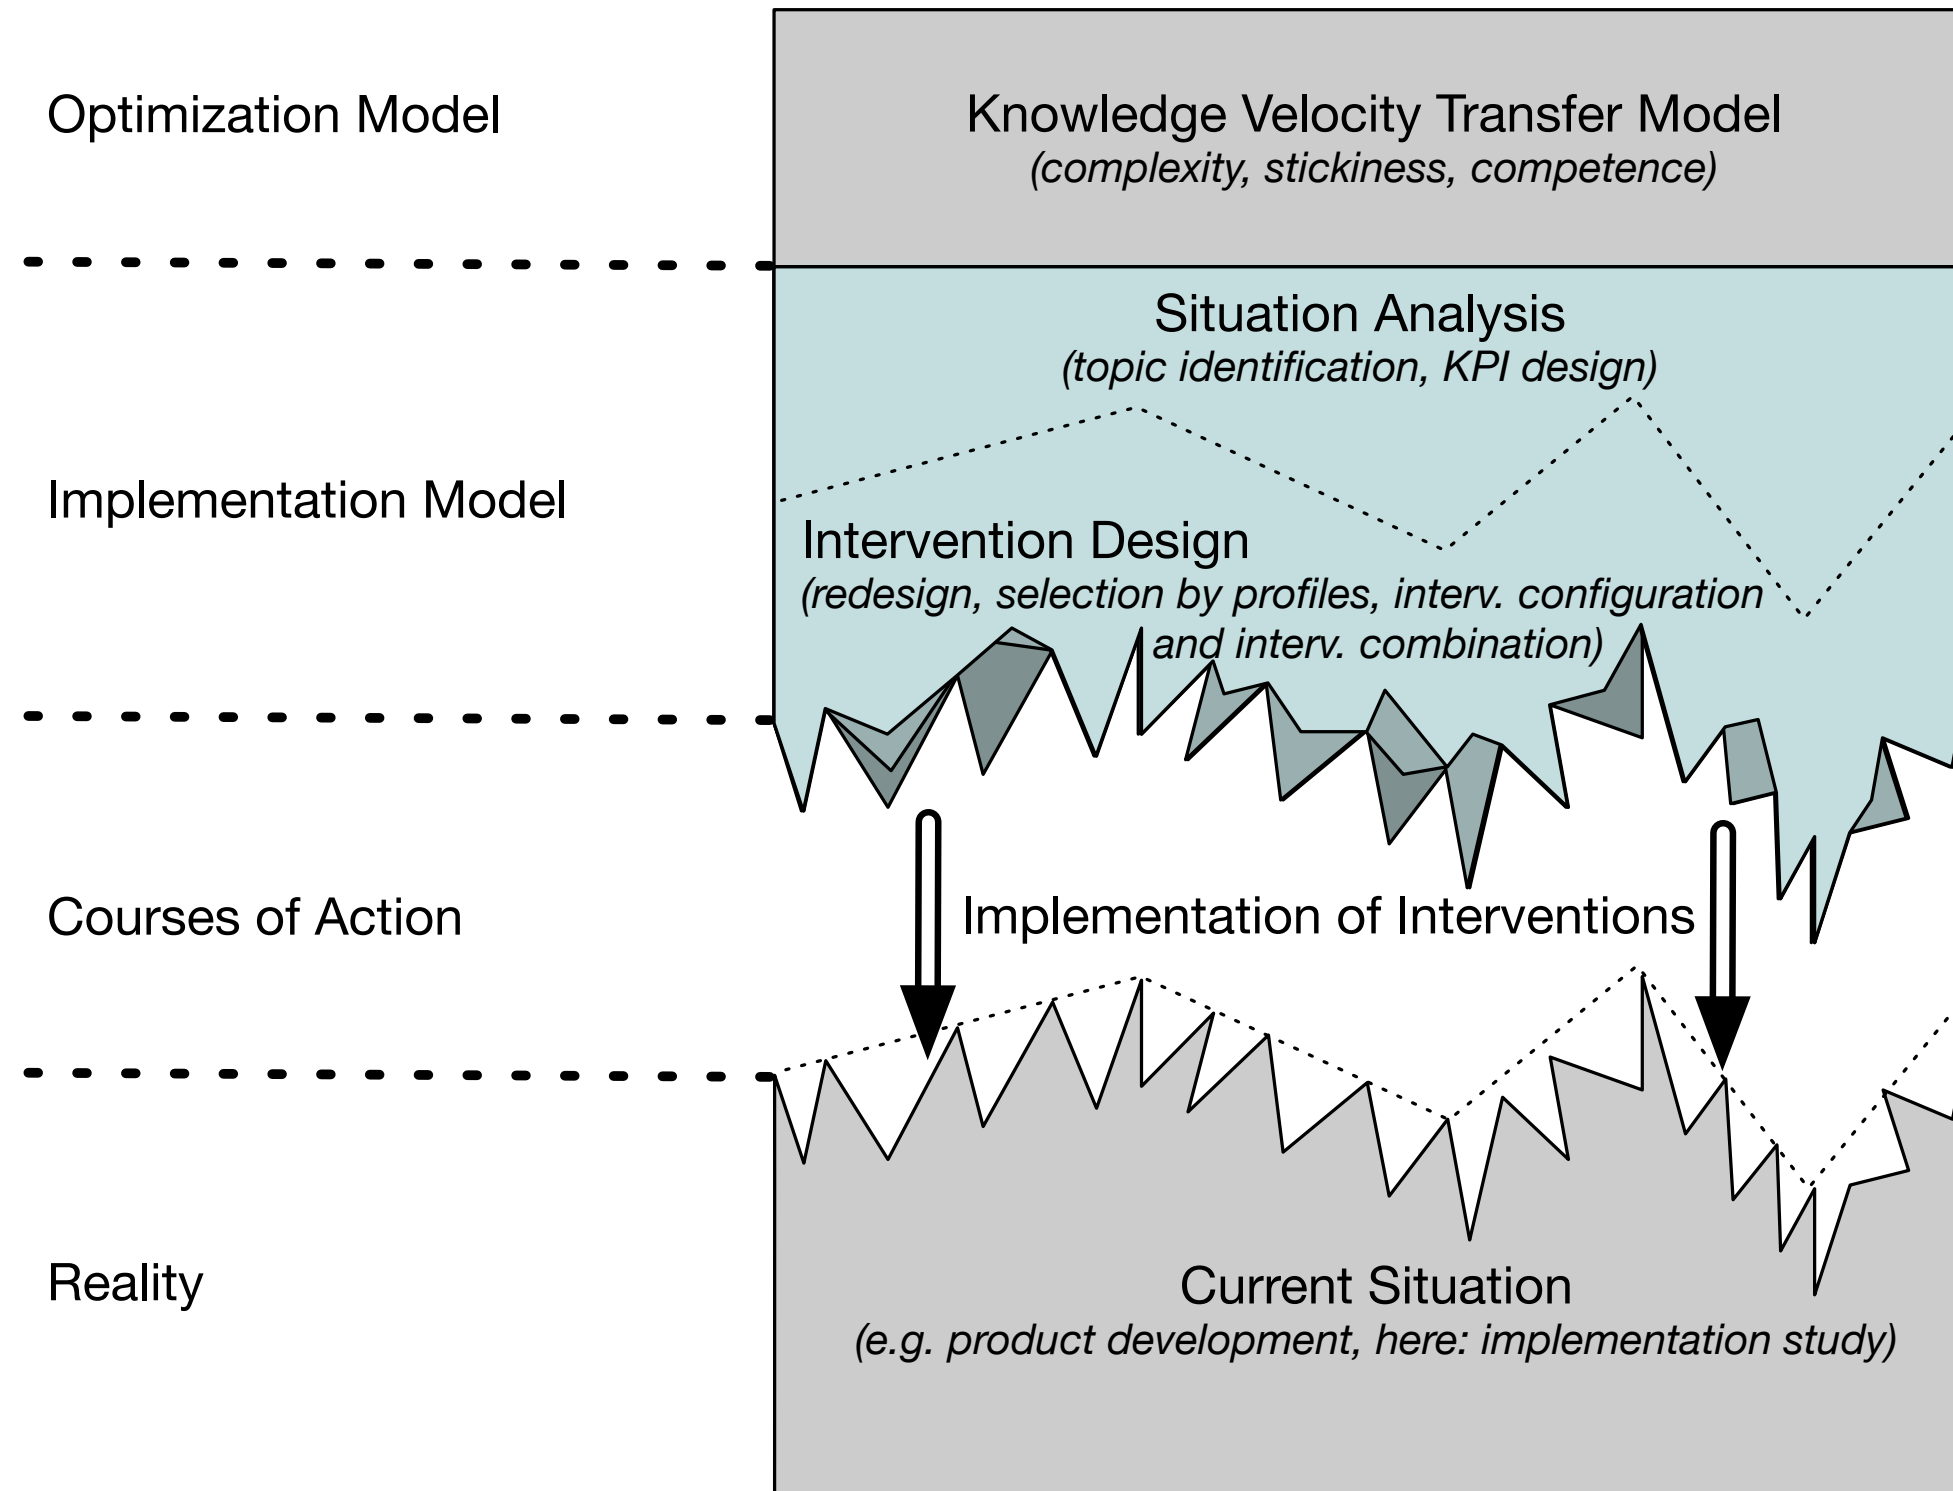 Optimization Model
Knowledge Velocity Transfer Model
(complexity, stickiness, competence)
Situation Analysis
(topic identification, KPI design)
Implementation Model
Intervention Design
(redesign, selection by profiles, interv. configuration
and interv. combination)
Courses of Action
Implementation of Interventions
Reality
Current Situation
(e.g. product development, here: implementation study)